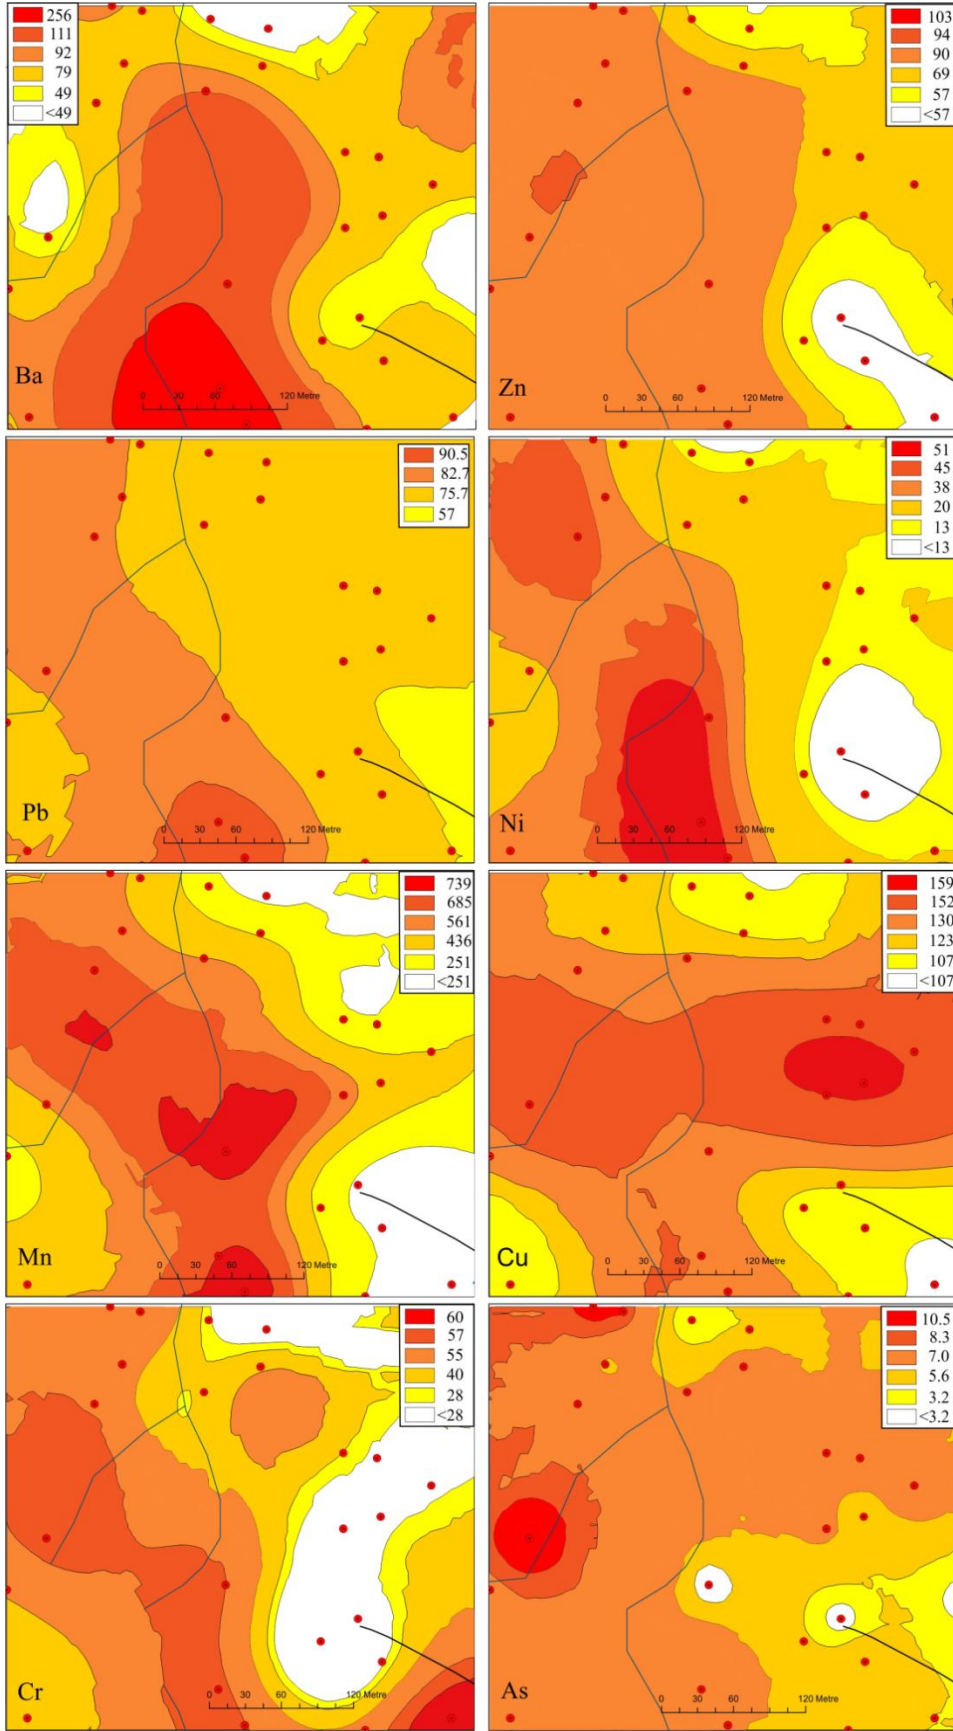 256
111
92
79
49
<49
Ba
0 30 60 120 Metre
103
94
90
69
57
<57
Zn
0 30 60 120 Metre
90.5
82.7
75.7
57
Pb
0 30 60 120 Metre
51
45
38
20
13
<13
Ni
0 30 60 120 Metre
739
685
561
436
251
<251
Mn
0 30 60 120 Metre
159
152
130
123
107
<107
Cu
0 30 60 120 Metre
60
57
55
40
28
<28
Cr
0 30 60 120 Metre
10.5
8.3
7.0
5.6
3.2
<3.2
As
0 30 60 120 Metre